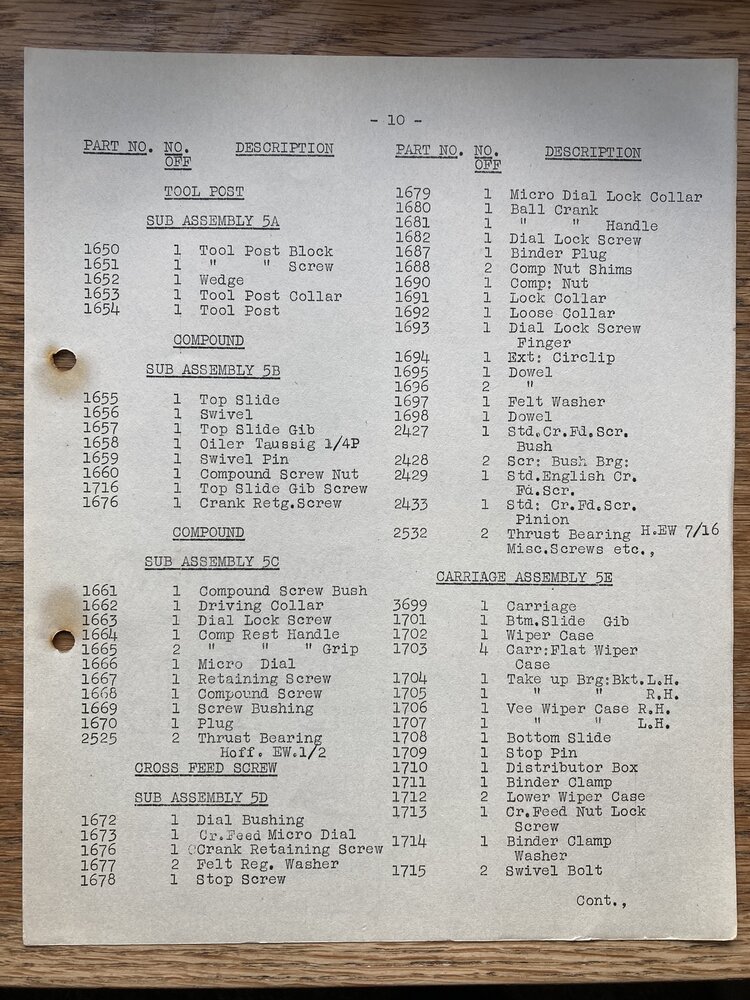 - 10 -
PART NO. NO. OFF DESCRIPTION
TOOL POST
SUB ASSEMBLY 5A
1650 1 Tool Post Block
1651 1 " " Screw
1652 1 Wedge
1653 1 Tool Post Collar
1654 1 Tool Post
COMPOUND
SUB ASSEMBLY 5B
1655 1 Top Slide
1656 1 Swivel
1657 1 Top Slide Gib
1658 1 Oiler Taussig 1/4P
1659 1 Swivel Pin
1660 1 Compound Screw Nut
1716 1 Top Slide Gib Screw
1676 1 Crank Retg.Screw
COMPOUND
SUB ASSEMBLY 5C
1661 1 Compound Screw Bush
1662 1 Driving Collar
1663 1 Dial Lock Screw
1664 1 Comp Rest Handle
1665 2 " " " Grip
1666 1 Micro Dial
1667 1 Retaining Screw
1668 1 Compound Screw
1669 1 Screw Bushing
1670 1 Plug
2525 2 Thrust Bearing
Hoff. EW.1/2
CROSS FEED SCREW
SUB ASSEMBLY 5D
1672 1 Dial Bushing
1673 1 Cr.Feed Micro Dial
1676 1 Crank Retaining Screw
1677 2 Felt Reg. Washer
1678 1 Stop Screw
PART NO. NO. OFF DESCRIPTION
1679 1 Micro Dial Lock Collar
1680 1 Ball Crank
1681 1 " " Handle
1682 1 Dial Lock Screw
1687 1 Binder Plug
1688 2 Comp Nut Shims
1690 1 Comp: Nut
1691 1 Lock Collar
1692 1 Loose Collar
1693 1 Dial Lock Screw
Finger
1694 1 Ext: Circlip
1695 1 Dowel
1696 2 "
1697 1 Felt Washer
1698 1 Dowel
2427 1 Std.Cr.Fd.Scr.
Bush
2428 2 Scr: Bush Brg:
2429 1 Std.English Cr.
Fd.Scr.
2433 1 Std: Cr.Fd.Scr.
Pinion
2532 2 Thrust Bearing H.EW 7/16
Misc.Screws etc.,
CARRIAGE ASSEMBLY 5E
3699 1 Carriage
1701 1 Btm.Slide Gib
1702 1 Wiper Case
1703 4 Carr:Flat Wiper
Case
1704 1 Take up Brg:Bkt.L.H.
1705 1 " " R.H.
1706 1 Vee Wiper Case R.H.
1707 1 " " L.H.
1708 1 Bottom Slide
1709 1 Stop Pin
1710 1 Distributor Box
1711 1 Binder Clamp
1712 2 Lower Wiper Case
1713 1 Cr.Feed Nut Lock
Screw
1714 1 Binder Clamp
Washer
1715 2 Swivel Bolt
Cont.,